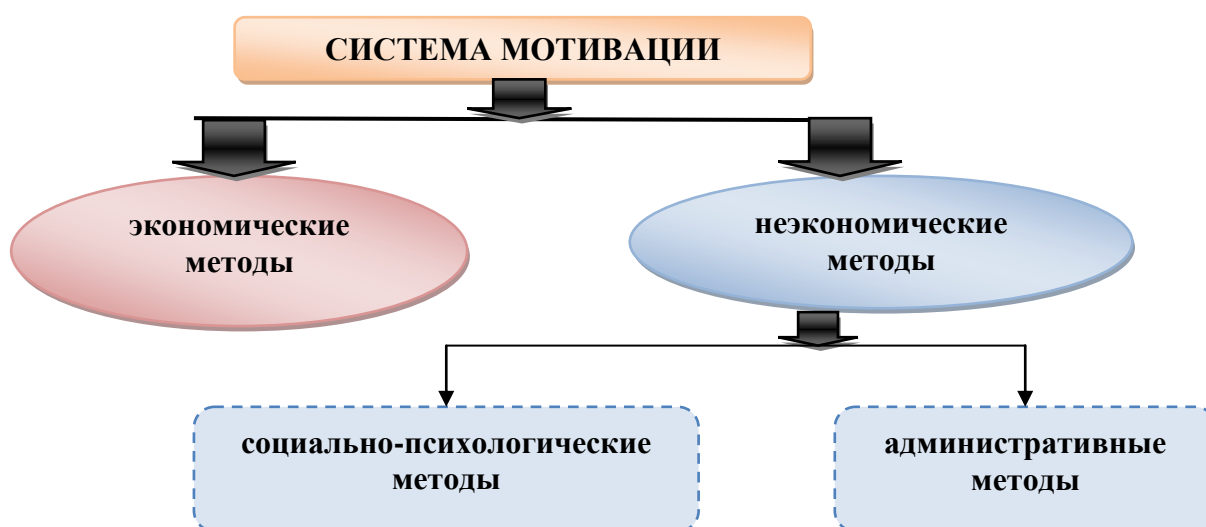 СИСТЕМА МОТИВАЦИИ
экономические
методы
неэкономические
методы
социально-психологические
методы
административные
методы